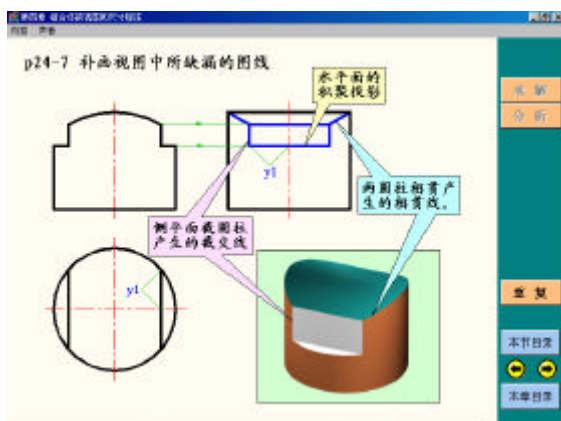 p24-7 补画视图中所缺漏的图线
水平面的
积聚投影
y1
两圆柱相贯产
生的相贯线。
侧平面截圆柱
产生的截交线
y1
分 析
重 复
本节目录
本章目录